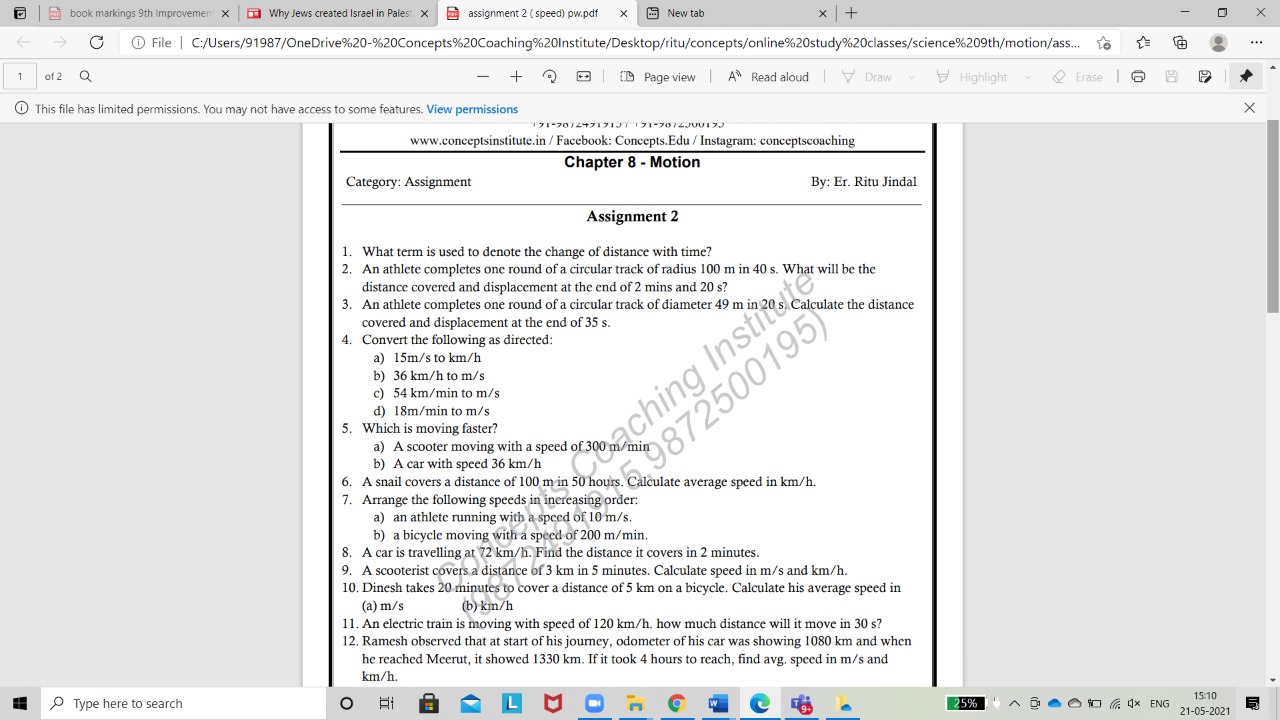 book markings 9th Improvement
Why Jews created Israel in Palest
assignment 2 ( speed) pw.pdf
New tab
File
C:/Users/91987/OneDrive%20-%20Concepts%20Coaching%20Institute/Desktop/ritu/concepts/online%20study%20classes/science%209th/motion/ass...
1 of 2
Page view
Read aloud
Draw
Highlight
Erase
This file has limited permissions. You may not have access to some features. View permissions
+91-9872491915 / +91-9872500195
www.conceptsinstitute.in / Facebook: Concepts.Edu / Instagram: conceptscoaching
Chapter 8 - Motion
Category: Assignment By: Er. Ritu Jindal
Assignment 2
1. What term is used to denote the change of distance with time?
2. An athlete completes one round of a circular track of radius 100 m in 40 s. What will be the
distance covered and displacement at the end of 2 mins and 20 s?
3. An athlete completes one round of a circular track of diameter 49 m in 20 s. Calculate the distance
covered and displacement at the end of 35 s.
4. Convert the following as directed:
a) 15m/s to km/h
b) 36 km/h to m/s
c) 54 km/min to m/s
d) 18m/min to m/s
5. Which is moving faster?
a) A scooter moving with a speed of 300 m/min
b) A car with speed 36 km/h
6. A snail covers a distance of 100 m in 50 hours. Calculate average speed in km/h.
7. Arrange the following speeds in increasing order:
a) an athlete running with a speed of 10 m/s.
b) a bicycle moving with a speed of 200 m/min.
8. A car is travelling at 72 km/h. Find the distance it covers in 2 minutes.
9. A scooterist covers a distance of 3 km in 5 minutes. Calculate speed in m/s and km/h.
10. Dinesh takes 20 minutes to cover a distance of 5 km on a bicycle. Calculate his average speed in
(a) m/s (b) km/h
11. An electric train is moving with speed of 120 km/h. how much distance will it move in 30 s?
12. Ramesh observed that at start of his journey, odometer of his car was showing 1080 km and when
he reached Meerut, it showed 1330 km. If it took 4 hours to reach, find avg. speed in m/s and
km/h.
Concepts Coaching Institute
(9872491915,9872500195)
Type here to search
25%
ENG
15:10
21-05-2021